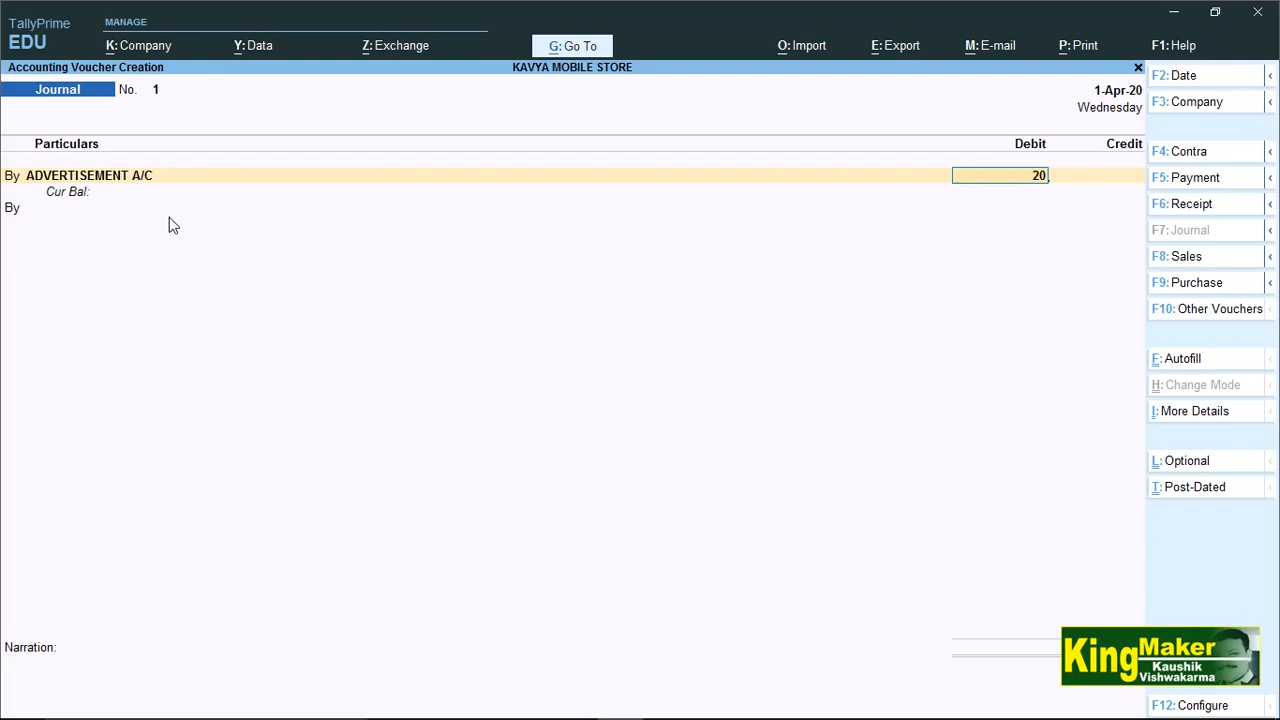 TallyPrime
EDU
MANAGE
K: Company
Y: Data
Z: Exchange
G: Go To
O: Import
E: Export
M: E-mail
P: Print
F1: Help
Accounting Voucher Creation
KAVYA MOBILE STORE
Journal No. 1
1-Apr-20
Wednesday
Particulars Debit Credit
By ADVERTISEMENT A/C 20
Cur Bal:
By
Narration:
F2: Date
F3: Company
F4: Contra
F5: Payment
F6: Receipt
F7: Journal
F8: Sales
F9: Purchase
F10: Other Vouchers
F: Autofill
H: Change Mode
I: More Details
L: Optional
T: Post-Dated
F12: Configure
KingMaker
Kaushik
Vishwakarma